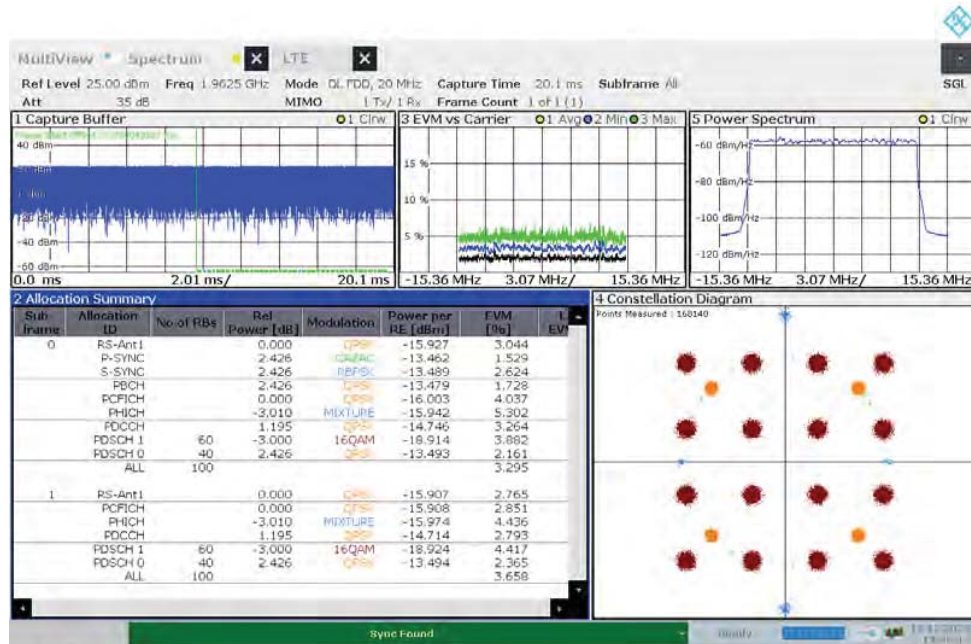 MultiView Spectrum LTE
Ref Level 25.00 dBm Freq 1.9625 GHz Mode DL FDD, 20 MHz Capture Time 20.1 ms Subframe All
SGL
Att 35 dB MIMO 1 Tx/ 1 Rx Frame Count 1 of 1 (1)
1 Capture Buffer 1 Clrw
40 dBm
-40 dBm
-60 dBm
0.0 ms 2.01 ms/ 20.1 ms
3 EVM vs Carrier 1 Avg 2 Min 3 Max
15 %
10 %
5 %
-15.36 MHz 3.07 MHz/ 15.36 MHz
5 Power Spectrum 1 Clrw
-60 dBm/Hz
-80 dBm/Hz
-100 dBm/Hz
-120 dBm/Hz
-15.36 MHz 3.07 MHz/ 15.36 MHz
2 Allocation Summary
Sub frame Allocation ID No of RBs Rel Power [dB] Modulation Power per RE [dBm] EVM [%]
0 RS-Ant1 0.000 QPSK -15.927 3.044
P-SYNC 2.426 CAZAC -13.462 1.529
S-SYNC 2.426 RBPSK -13.489 2.624
PBCH 2.426 QPSK -13.479 1.728
PCFICH 0.000 QPSK -16.003 4.037
PHICH -3.010 MIXTURE -15.942 5.302
PDCCH 1.195 QPSK -14.746 3.264
PDSCH 1 60 -3.000 16QAM -18.914 3.882
PDSCH 0 40 2.426 QPSK -13.493 2.161
ALL 100 3.295
1 RS-Ant1 0.000 QPSK -15.907 2.765
PCFICH 0.000 QPSK -15.908 2.851
PHICH -3.010 MIXTURE -15.974 4.436
PDCCH 1.195 QPSK -14.714 2.793
PDSCH 1 60 -3.000 16QAM -18.924 4.417
PDSCH 0 40 2.426 QPSK -13.494 2.365
ALL 100 3.658
4 Constellation Diagram
Points Measured : 168140
Sync Found
Ready